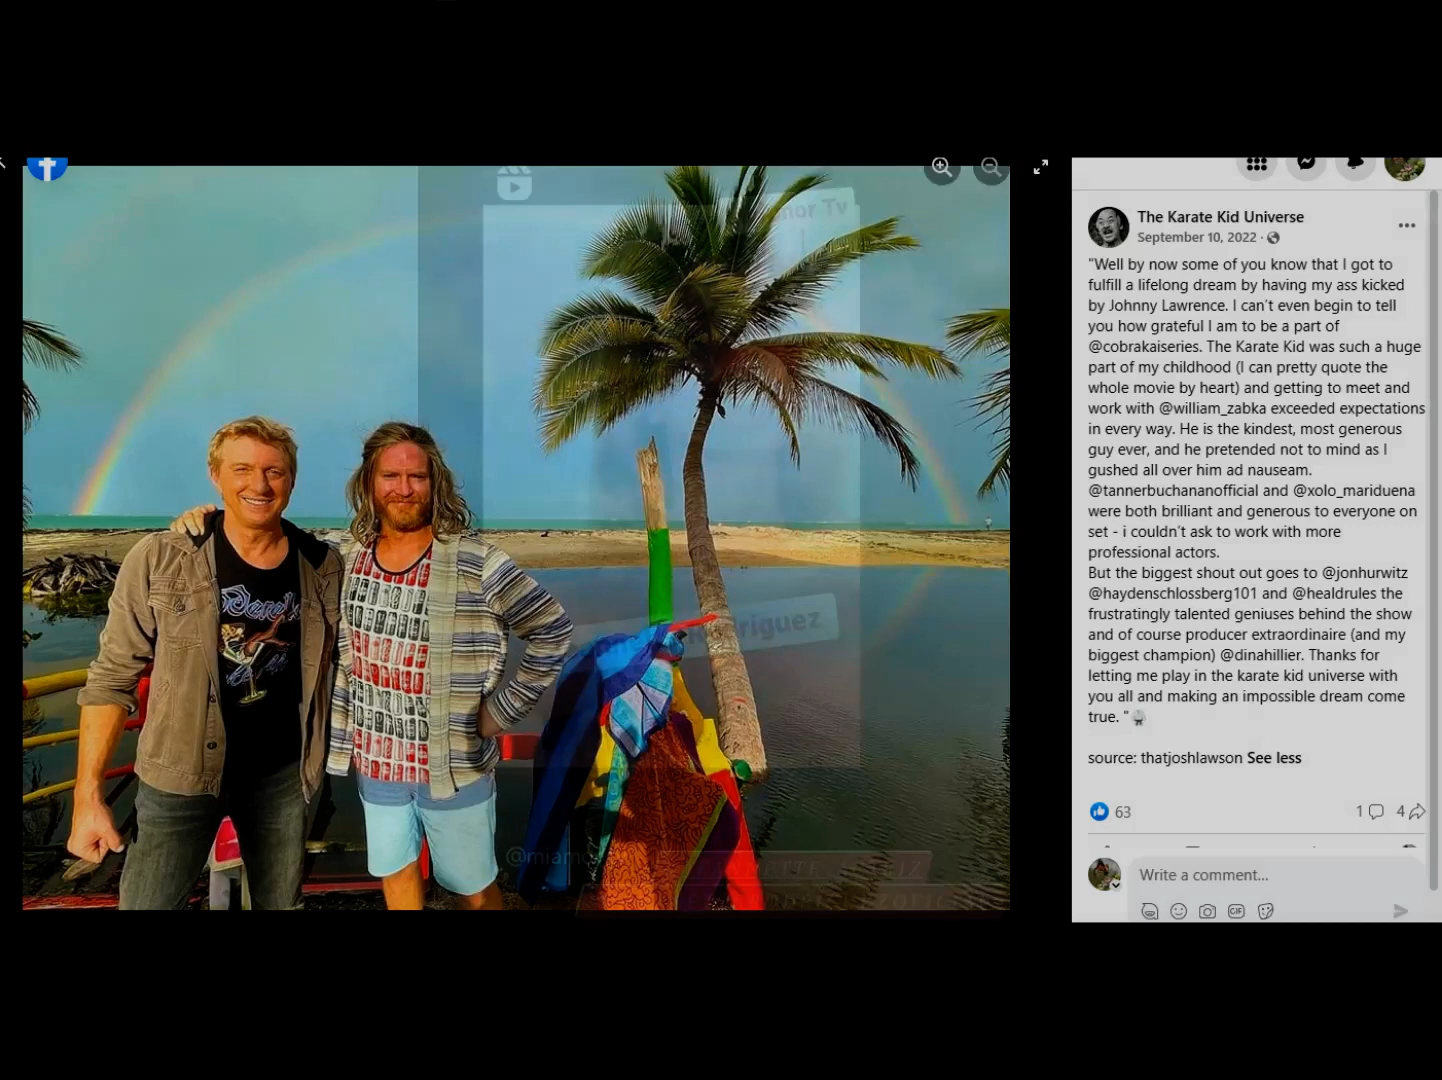 The Karate Kid Universe
September 10, 2022
"Well by now some of you know that I got to
fulfill a lifelong dream by having my ass kicked
by Johnny Lawrence. I can't even begin to tell
you how grateful I am to be a part of
@cobrakaiseries. The Karate Kid was such a huge
part of my childhood (I can pretty quote the
whole movie by heart) and getting to meet and
work with @william_zabka exceeded expectations
in every way. He is the kindest, most generous
guy ever, and he pretended not to mind as I
gushed all over him ad nauseam.
@tannerbuchananofficial and @xolo_mariduena
were both brilliant and generous to everyone on
set - i couldn't ask to work with more
professional actors.
But the biggest shout out goes to @jonhurwitz
@haydenschlossberg101 and @healdrules the
frustratingly talented geniuses behind the show
and of course producer extraordinaire (and my
biggest champion) @dinahillier. Thanks for
letting me play in the karate kid universe with
you all and making an impossible dream come
true. "
source: thatjoshlawson See less
63
1
4
Write a comment...
GIF
Tv